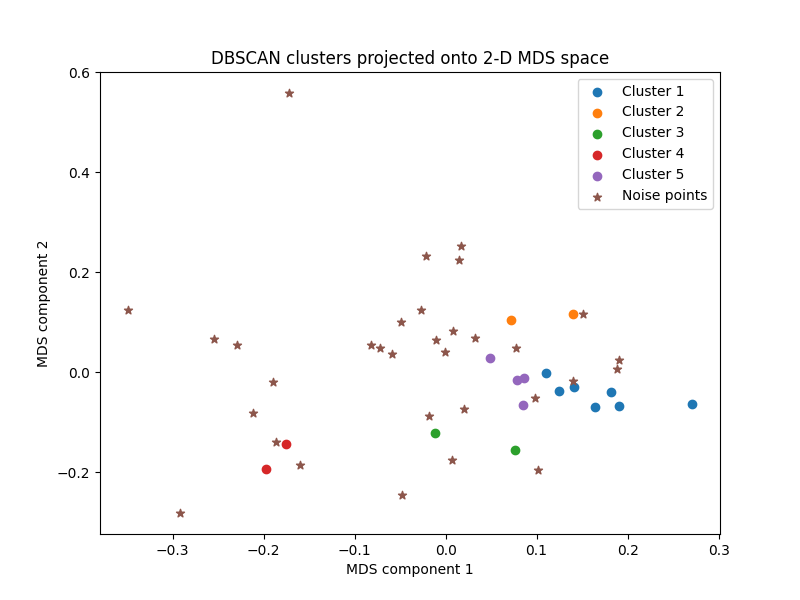 DBSCAN clusters projected onto 2-D MDS space
Cluster 1
Cluster 2
Cluster 3
Cluster 4
Cluster 5
Noise points
MDS component 2
0.6
0.4
0.2
0.0
−0.2
−0.3
−0.2
−0.1
0.0
0.1
0.2
0.3
MDS component 1